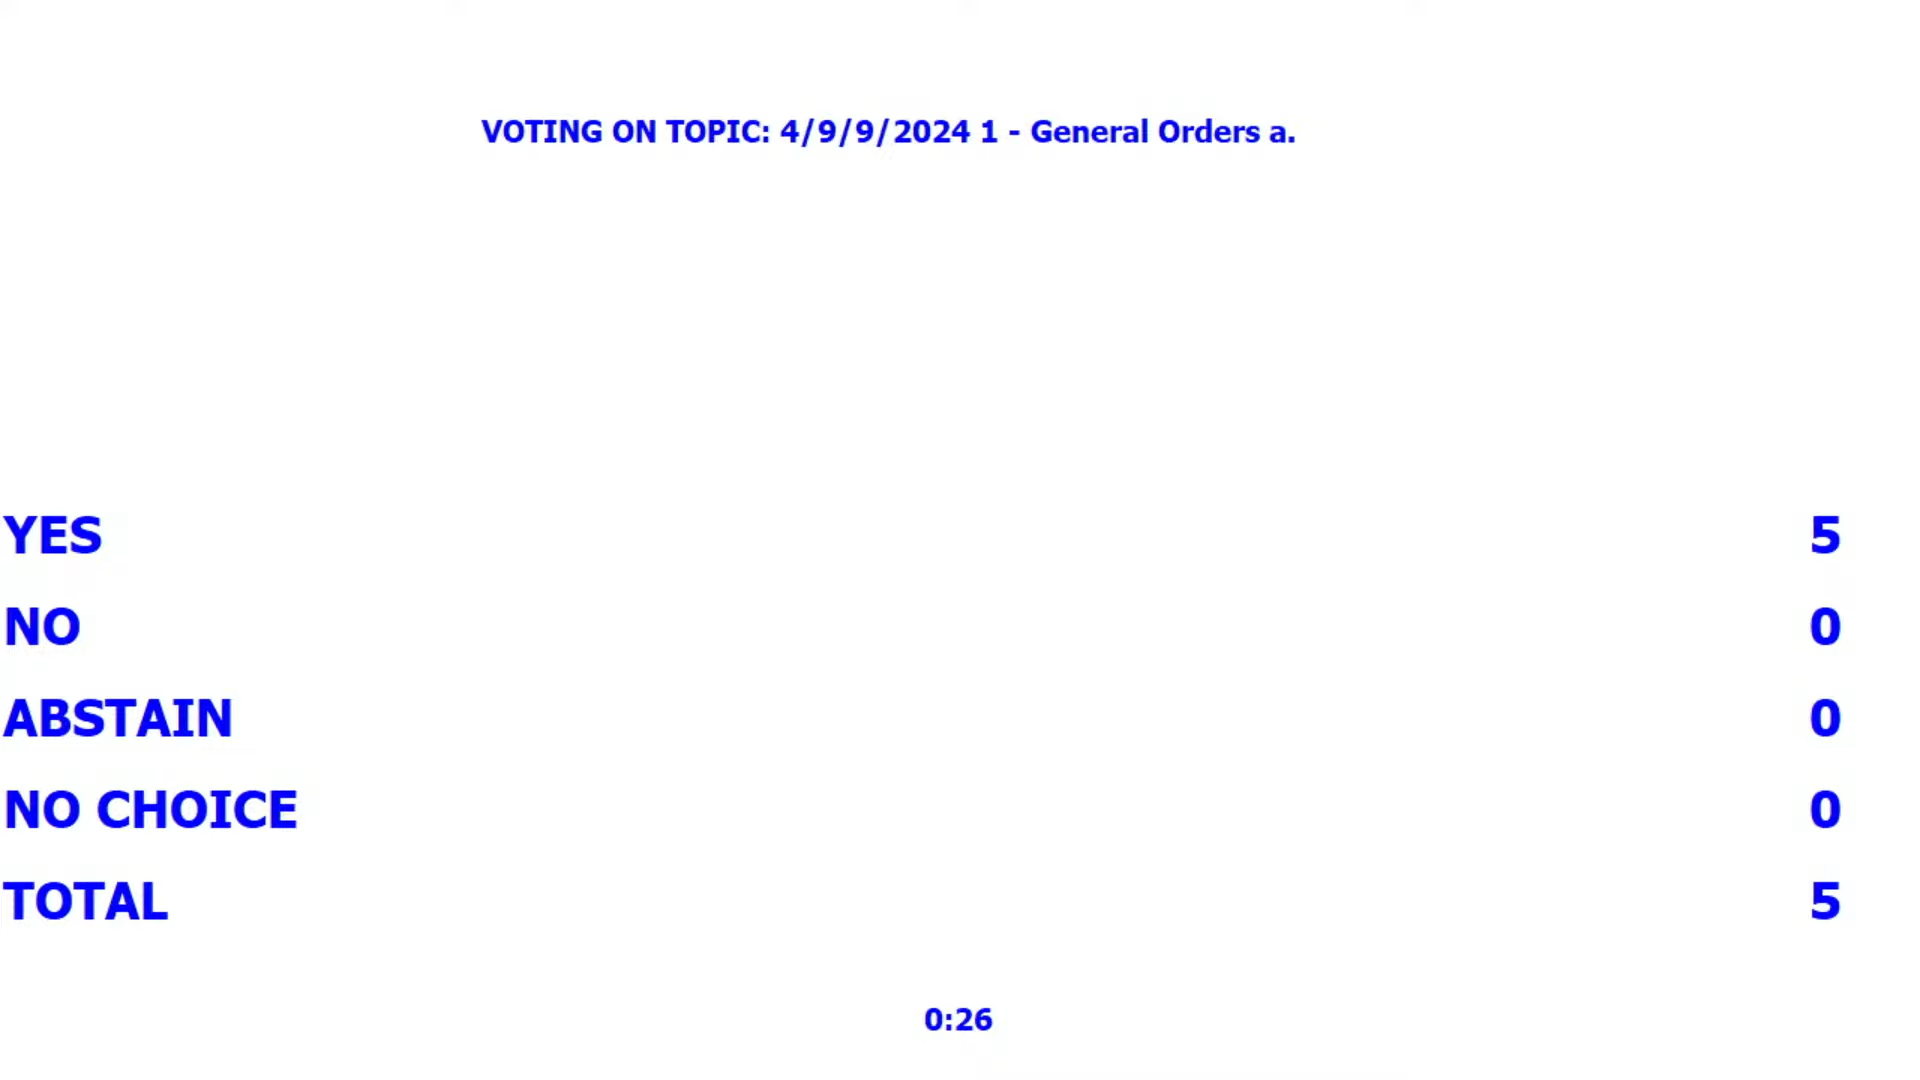 VOTING ON TOPIC: 4/9/9/2024 1 - General Orders a.
YES 5
NO 0
ABSTAIN 0
NO CHOICE 0
TOTAL 5
0:26